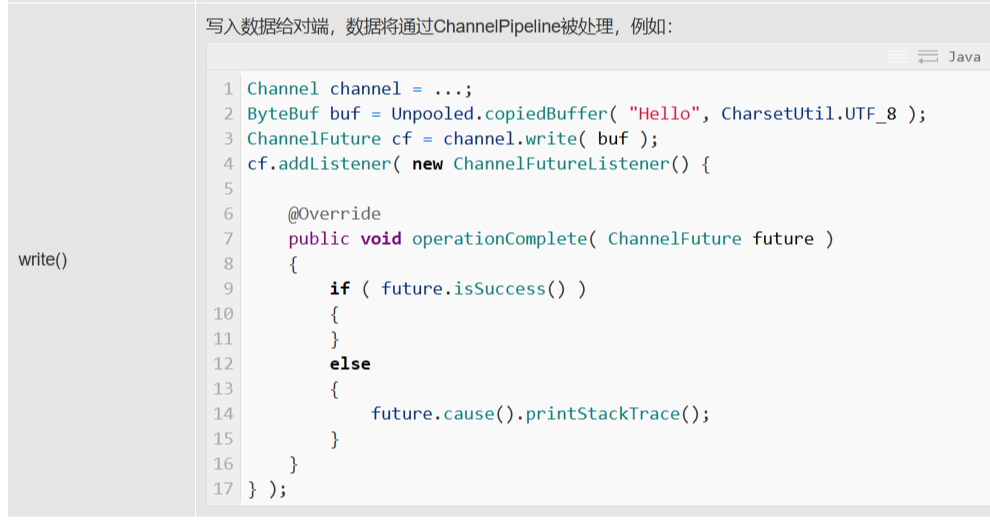 写入数据给对端，数据将通过ChannelPipeline被处理，例如：
Java
1 Channel channel = ...;
2 ByteBuf buf = Unpooled.copiedBuffer( "Hello", CharsetUtil.UTF_8 );
3 ChannelFuture cf = channel.write( buf );
4 cf.addListener( new ChannelFutureListener() {
5
6     @Override
7     public void operationComplete( ChannelFuture future )
8     {
9         if ( future.isSuccess() )
10         {
11         }
12         else
13         {
14             future.cause().printStackTrace();
15         }
16     }
17 } );
write()